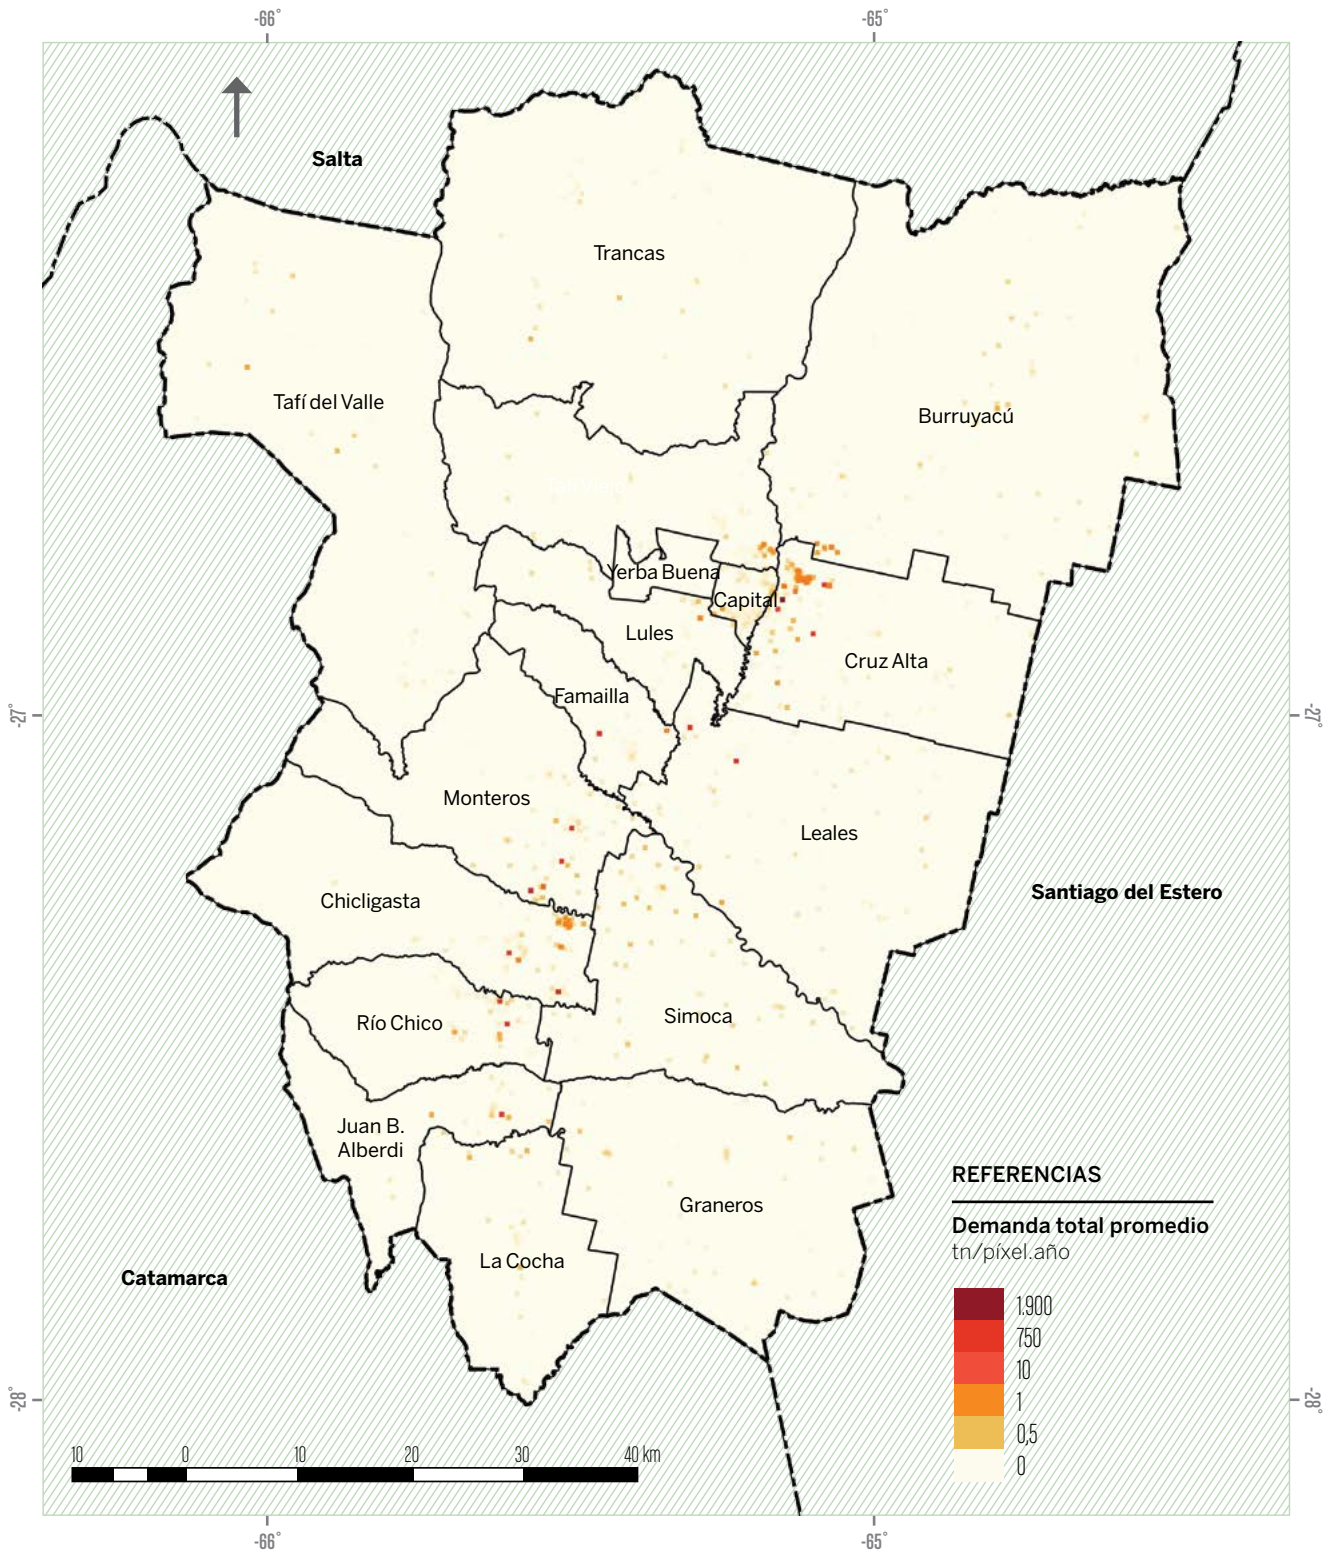 -66°
-65°
Salta
Trancas
Tafí del Valle
Burruyacú
Yerba Buena
Capital
Lules
Cruz Alta
Famailla
-27°
-27°
Monteros
Leales
Chicligasta
Santiago del Estero
Río Chico
Simoca
Juan B.
Alberdi
Graneros
La Cocha
Catamarca
REFERENCIAS
Demanda total promedio
tn/píxel.año
1.900
750
10
1
0,5
0
-28°
-28°
10 0 10 20 30 40 km
-66°
-65°